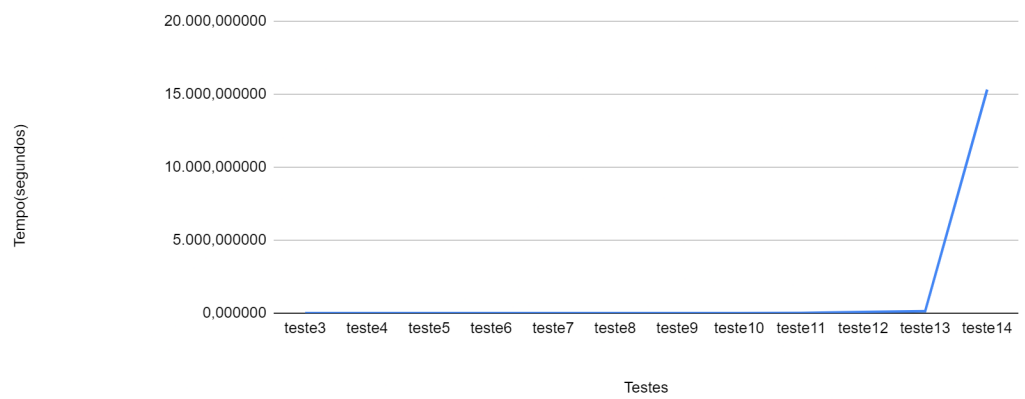 20.000,000000
15.000,000000
10.000,000000
5.000,000000
0,000000
Tempo(segundos)
teste3 teste4 teste5 teste6 teste7 teste8 teste9 teste10 teste11 teste12 teste13 teste14
Testes